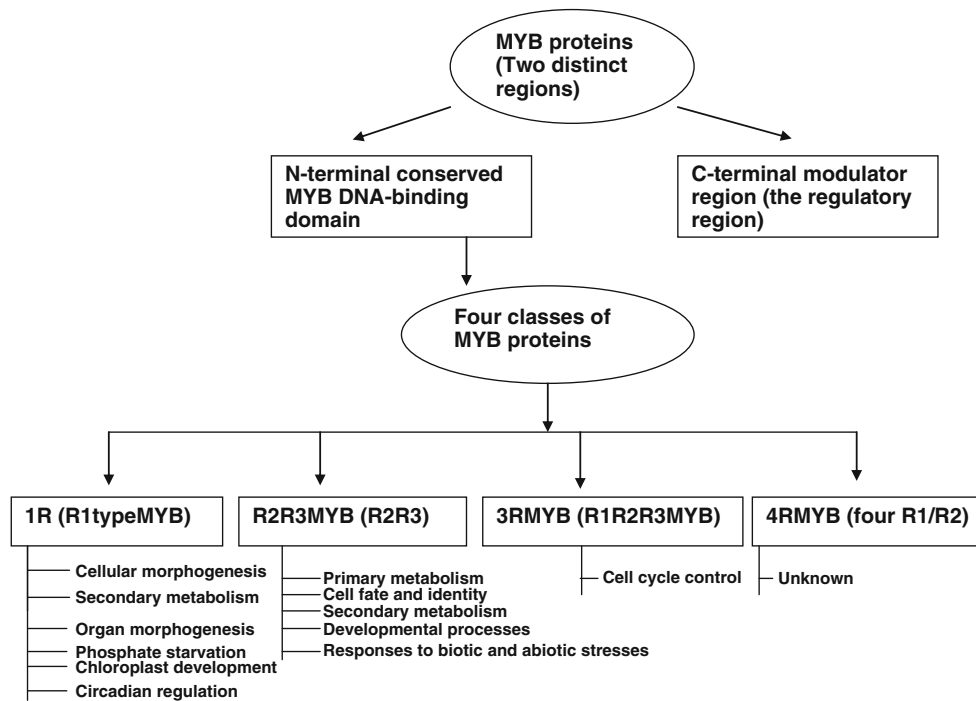 MYB proteins
(Two distinct
regions)
N-terminal conserved
MYB DNA-binding
domain
C-terminal modulator
region (the regulatory
region)
Four classes of
MYB proteins
1R (R1typeMYB)
Cellular morphogenesis
Secondary metabolism
Organ morphogenesis
Phosphate starvation
Chloroplast development
Circadian regulation
R2R3MYB (R2R3)
Primary metabolism
Cell fate and identity
Secondary metabolism
Developmental processes
Responses to biotic and abiotic stresses
3RMYB (R1R2R3MYB)
Cell cycle control
4RMYB (four R1/R2)
Unknown